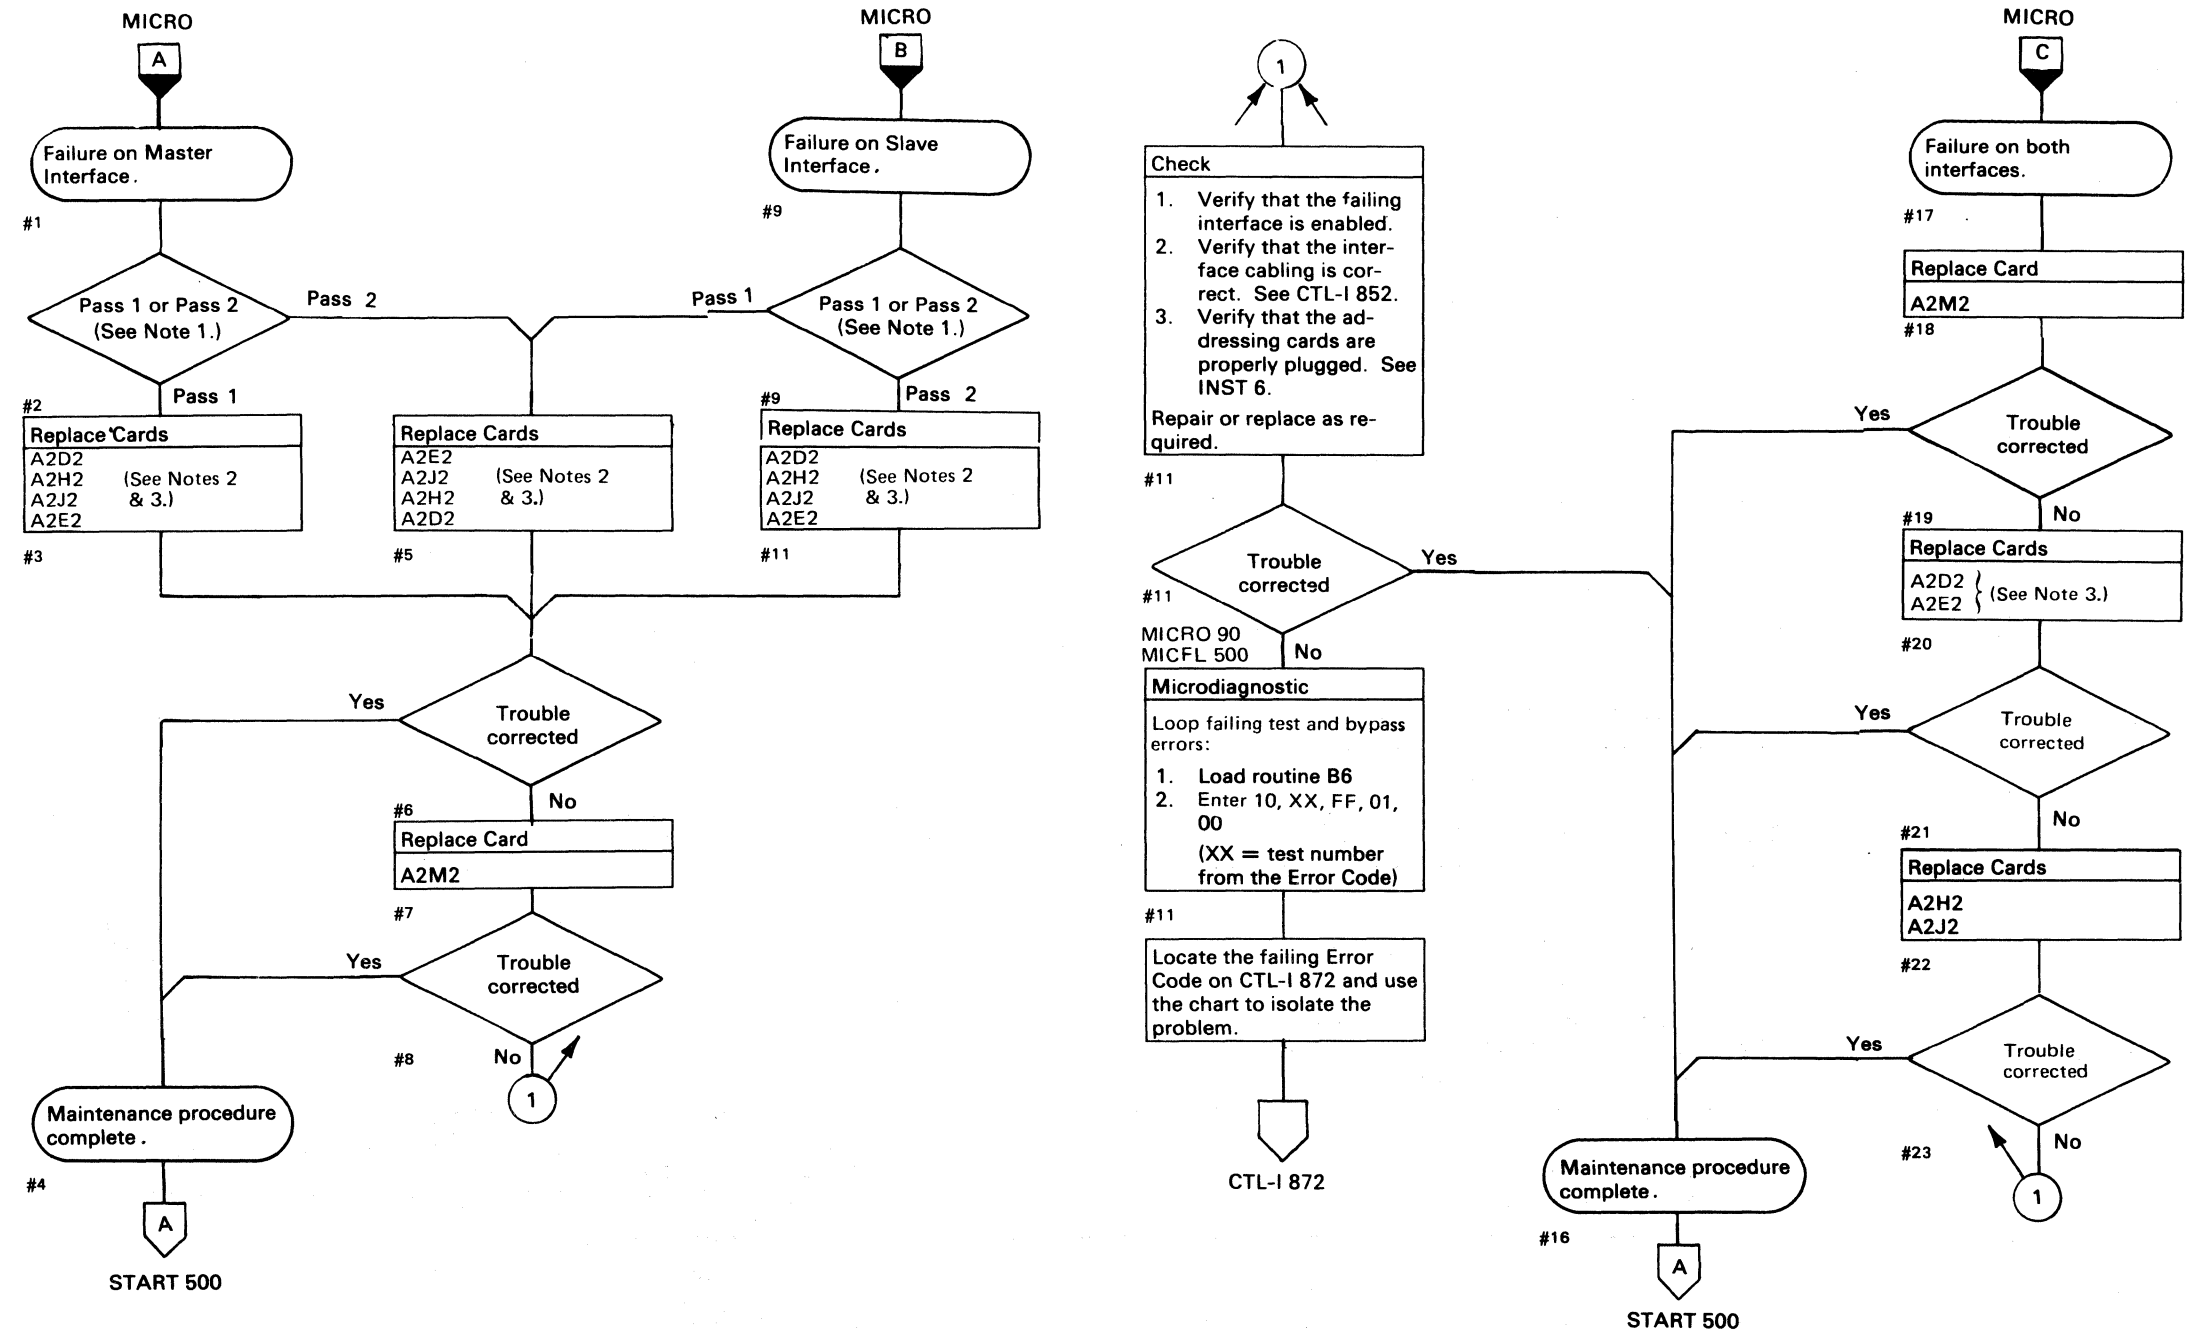 MICRO
A
Failure on Master
Interface.
#1
Pass 1 or Pass 2
(See Note 1.)
Pass 2
Pass 1
#2
Replace Cards
A2D2
A2H2
A2J2
A2E2
(See Notes 2
& 3.)
#3
MICRO
B
Failure on Slave
Interface.
#9
Pass 1
Pass 1 or Pass 2
(See Note 1.)
Pass 2
#9
Replace Cards
A2D2
A2H2
A2J2
A2E2
(See Notes 2
& 3.)
#11
Replace Cards
A2E2
A2J2
A2H2
A2D2
(See Notes 2
& 3.)
#5
Yes
Trouble
corrected
No
#6
Replace Card
A2M2
#7
Yes
Trouble
corrected
No
#8
1
Maintenance procedure
complete.
#4
A
START 500
1
Check
1. Verify that the failing
interface is enabled.
2. Verify that the inter-
face cabling is cor-
rect. See CTL-I 852.
3. Verify that the ad-
dressing cards are
properly plugged. See
INST 6.
Repair or replace as re-
quired.
#11
Trouble
corrected
Yes
#11
MICRO 90
MICFL 500
No
Microdiagnostic
Loop failing test and bypass
errors:
1. Load routine B6
2. Enter 10, XX, FF, 01,
00
(XX = test number
from the Error Code)
#11
Locate the failing Error
Code on CTL-I 872 and use
the chart to isolate the
problem.
CTL-I 872
MICRO
C
Failure on both
interfaces.
#17
Replace Card
A2M2
#18
Yes
Trouble
corrected
No
#19
Replace Cards
A2D2
A2E2
(See Note 3.)
#20
Yes
Trouble
corrected
No
#21
Replace Cards
A2H2
A2J2
#22
Yes
Trouble
corrected
No
#23
1
Maintenance procedure
complete.
#16
A
START 500